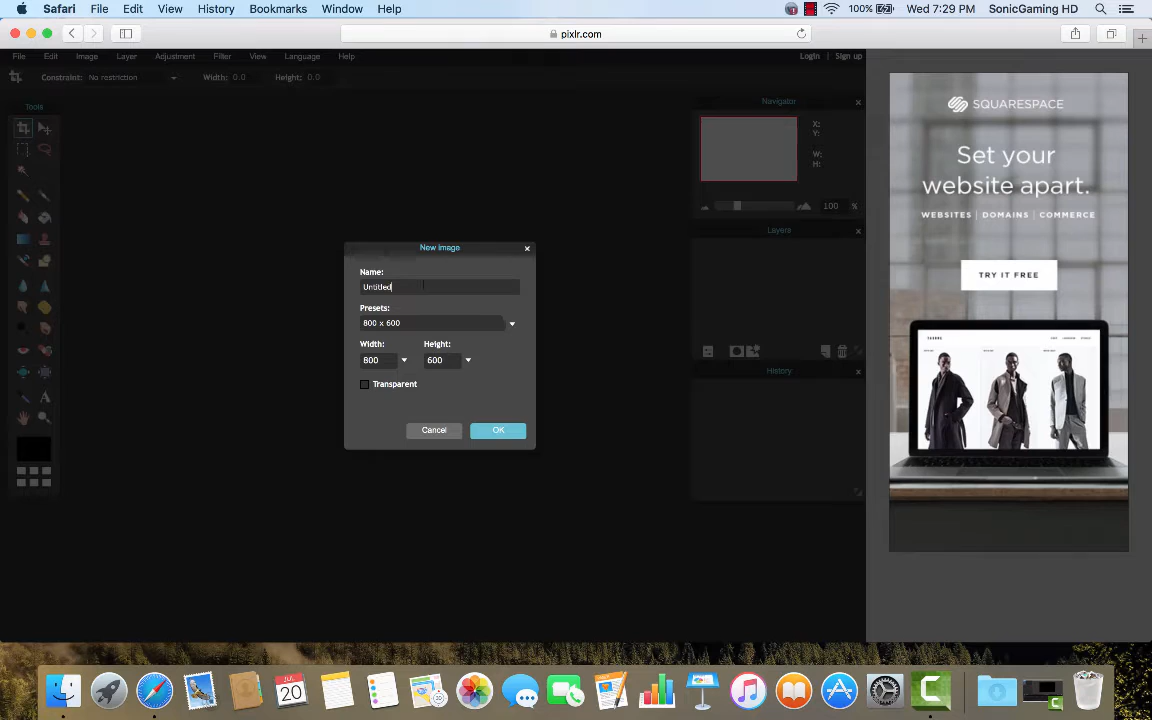 Safari File Edit View History Bookmarks Window Help 100% Wed 7:29 PM SonicGaming HD
pixlr.com
File Edit Image Layer Adjustment Filter View Language Help Login Sign up
Constraint: No restriction Width: 0.0 Height: 0.0
Tools
Navigator
X:
Y:
W:
H:
100 %
Layers
History
New image
Name:
Untitled
Presets:
800 x 600
Width: Height:
800 600
Transparent
Cancel OK
SQUARESPACE
Set your
website apart.
WEBSITES | DOMAINS | COMMERCE
TRY IT FREE
JUL
20